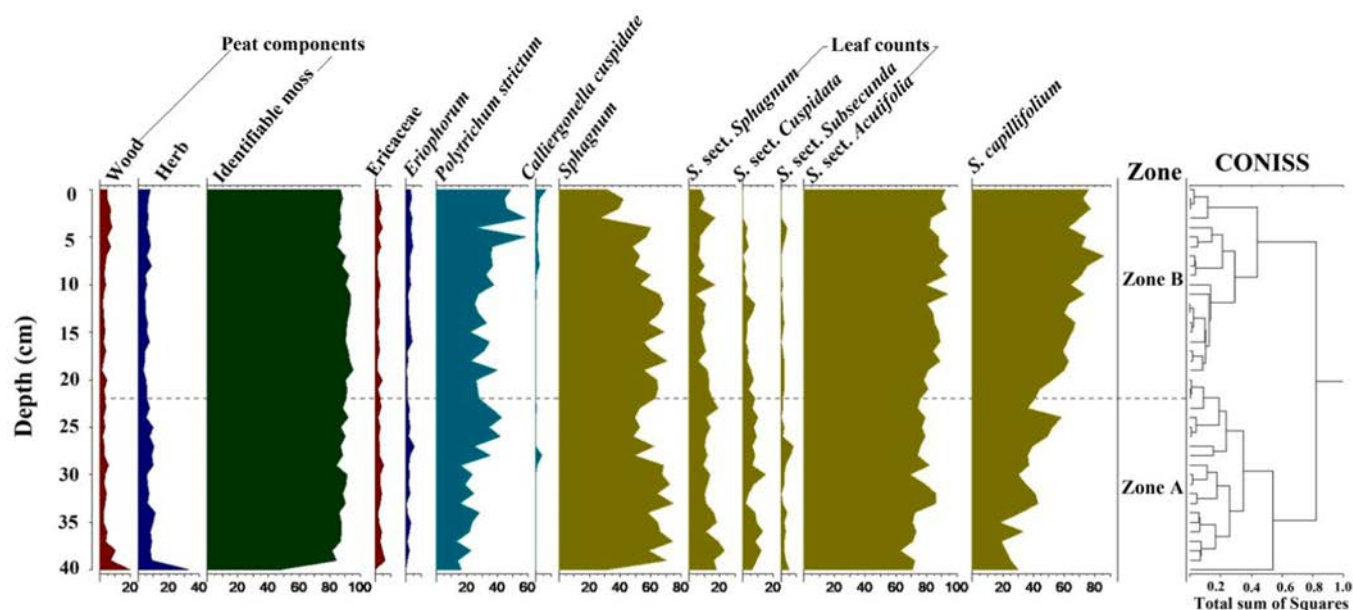 Peat components
Leaf counts
Wood
Herb
Identifiable moss
Ericaceae
Eriophorum
Polytrichum strictum
Calliergonella cuspidate
Sphagnum
S. sect. Sphagnum
S. sect. Cuspidata
S. sect. Subsecunda
S. sect. Acutifolia
S. capillifolium
Zone
CONISS
Depth (cm)
0
5
10
15
20
25
30
35
40
Zone B
Zone A
20 40 60 80 100
20 40 60
20 40 60 80
20 40 60 80 100
20 40 60 80
0.2 0.4 0.6 0.8 1.0
Total sum of Squares